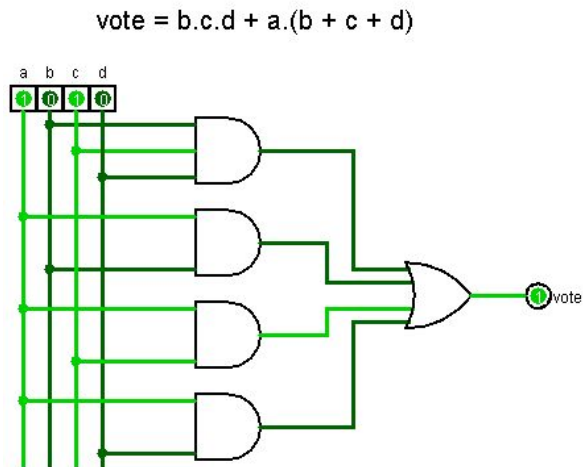 vote = b.c.d + a.(b + c + d)
a b c d
1 0 1 0
1 vote